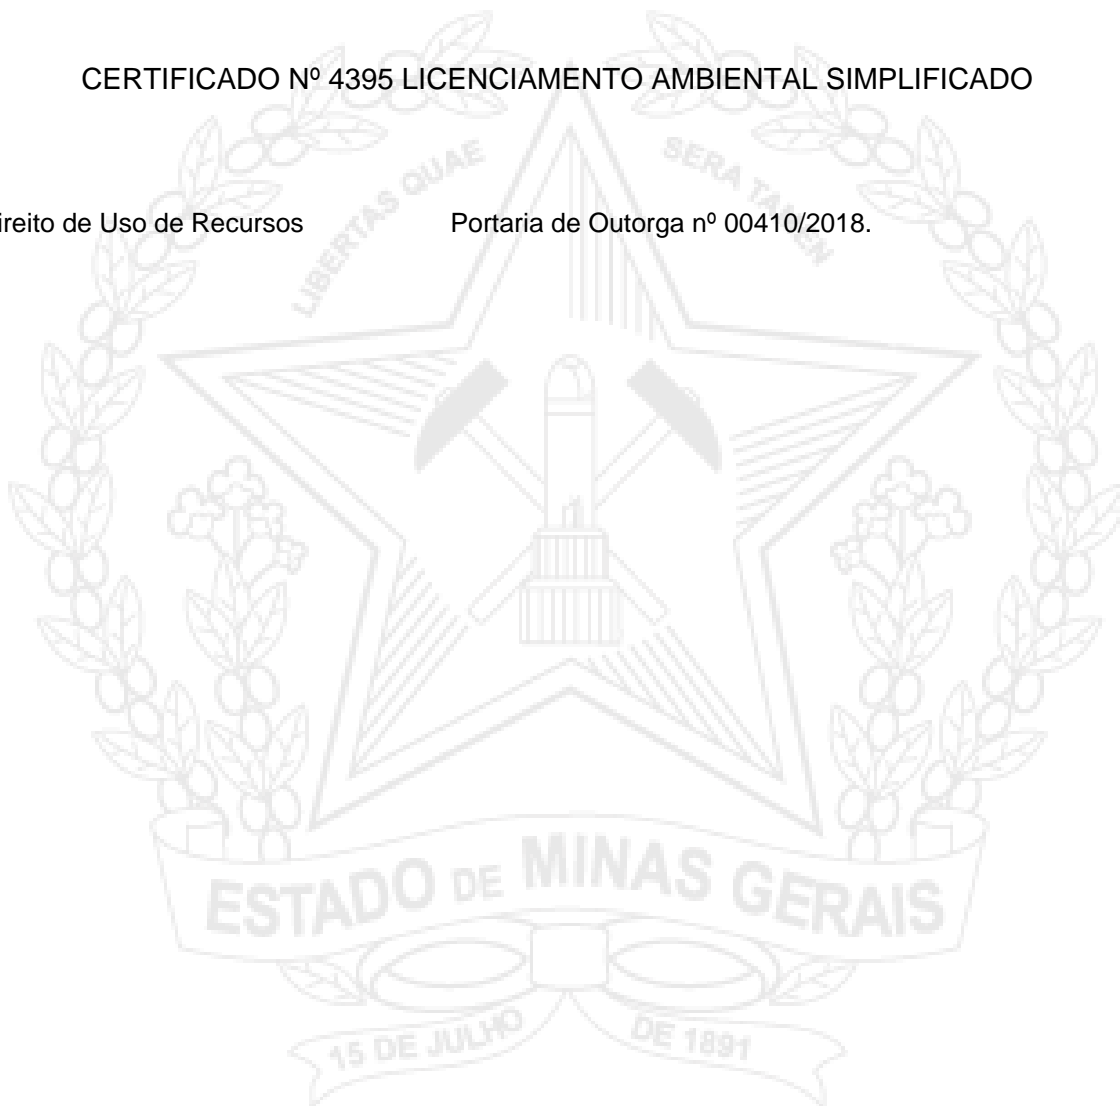 CERTIFICADO Nº 4395 LICENCIAMENTO AMBIENTAL SIMPLIFICADO
LIBERTAS QUAE SERA TAMEN
ireito de Uso de Recursos Portaria de Outorga nº 00410/2018.
ESTADO DE MINAS GERAIS
15 DE JULHO DE 1891